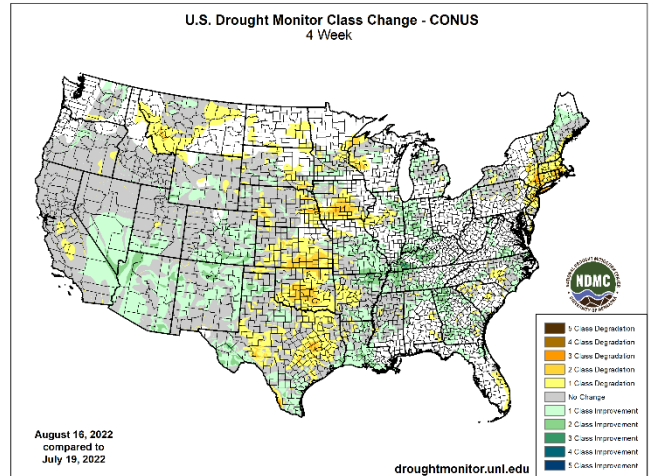 U.S. Drought Monitor Class Change - CONUS
4 Week
NDMC
5 Class Degradation
4 Class Degradation
3 Class Degradation
2 Class Degradation
1 Class Degradation
No Change
1 Class Improvement
2 Class Improvement
3 Class Improvement
4 Class Improvement
5 Class Improvement
August 16, 2022
compared to
July 19, 2022
droughtmonitor.unl.edu